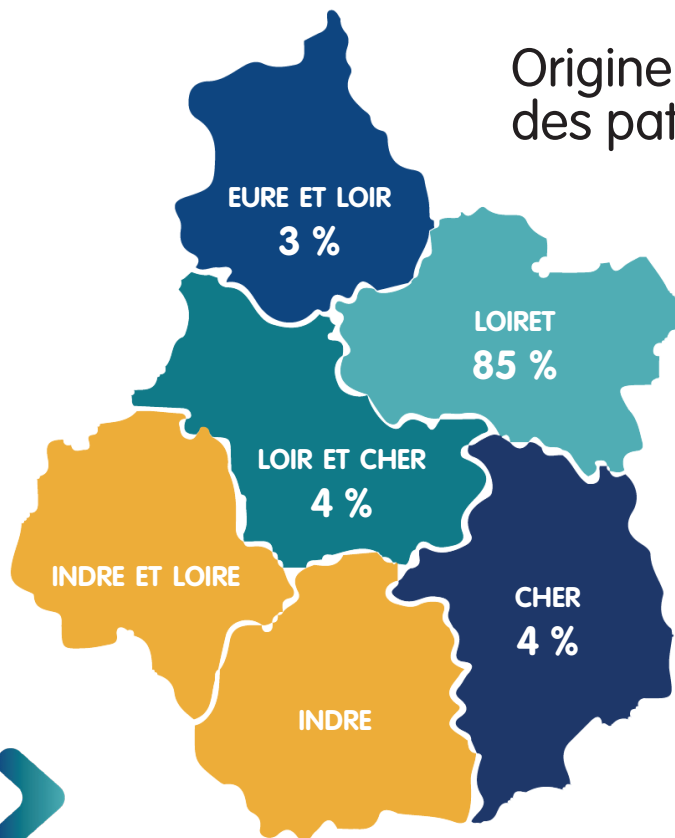 Origine
des pat
EURE ET LOIR
3 %
LOIRET
85 %
LOIR ET CHER
4 %
INDRE ET LOIRE
CHER
4 %
INDRE